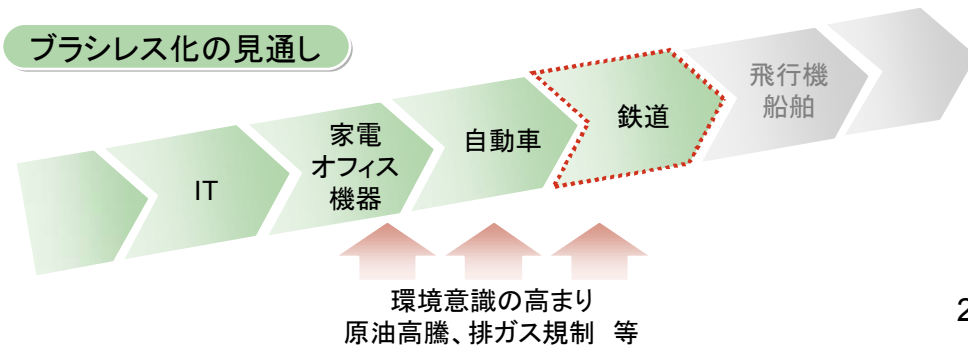 ブラシレス化の見通し
IT
家電
オフィス
機器
自動車
鉄道
飛行機
船舶
環境意識の高まり
原油高騰、排ガス規制　等
2